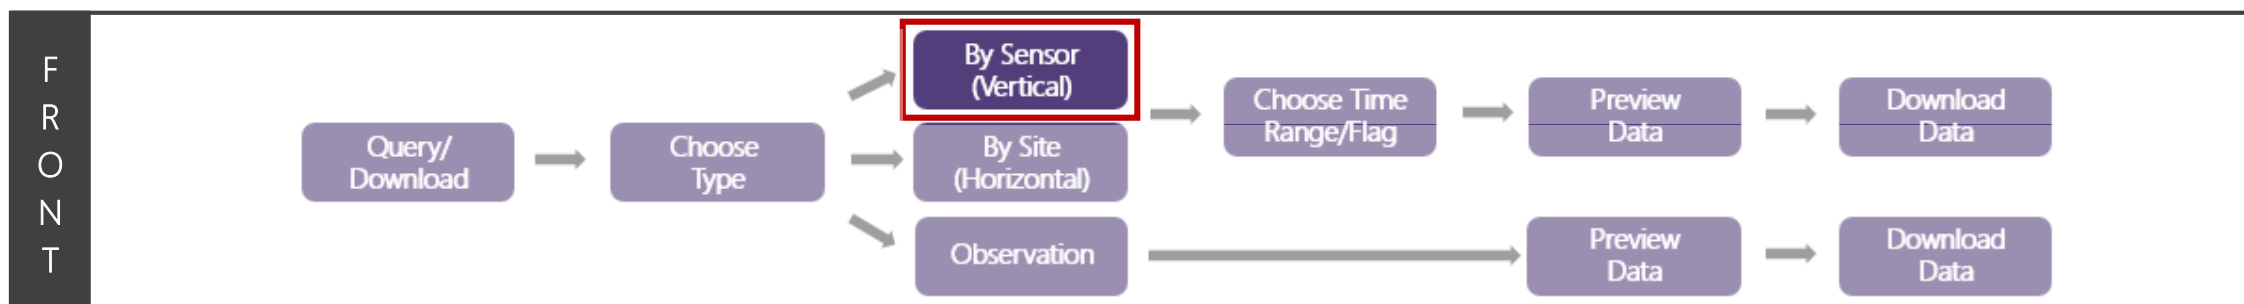 FRONT
Query/
Download
Choose
Type
By Sensor
(Vertical)
By Site
(Horizontal)
Observation
Choose Time
Range/Flag
Preview
Data
Download
Data
Preview
Data
Download
Data